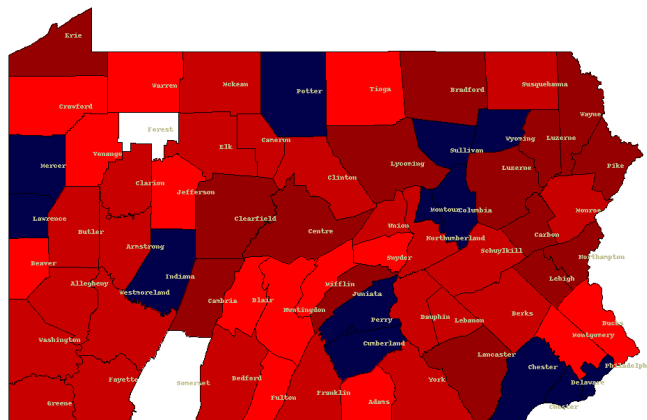 Erie
Warren
Mckean
Potter
Tioga
Bradford
Susquehanna
Crawford
Wayne
Forest
Venango
Elk
Cameron
Sullivan
Wyoming
Luzerne
Mercer
Clarion
Jefferson
Clinton
Lycoming
Luzerne
Pike
Lawrence
Butler
Clearfield
Centre
Union
Montour
Columbia
Monroe
Armstrong
Northumberland
Carbon
Beaver
Indiana
Snyder
Schuylkill
Northampton
Allegheny
Westmoreland
Cambria
Blair
Huntingdon
Mifflin
Juniata
Lehigh
Perry
Dauphin
Lebanon
Berks
Bucks
Montgomery
Washington
Cumberland
Lancaster
Chester
Philadelph
Fayette
Somerset
Bedford
Fulton
Franklin
Adams
York
Delaware
Greene
Chester